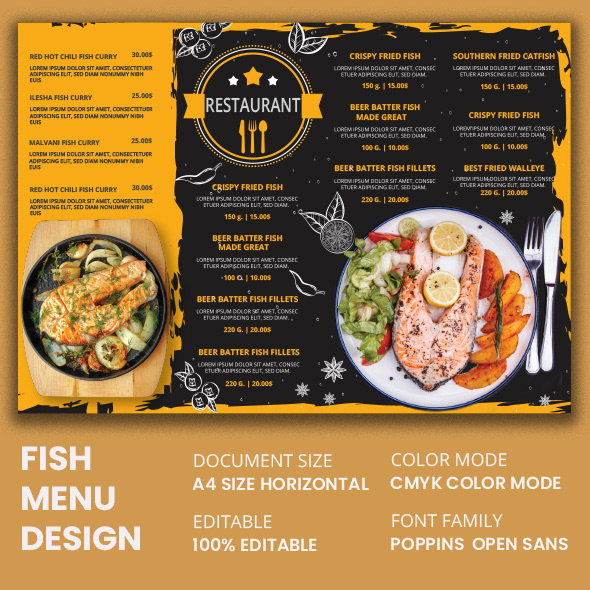 RED HOT CHILI FISH CURRY 30.00$
LOREM IPSUM DOLOR SIT AMET, CONSECTETUER
ADIPISCING ELIT, SED DIAM NONUMMY NIBH
EUIS
ILESHA FISH CURRY 25.00$
LOREM IPSUM DOLOR SIT AMET, CONSECTETUER
ADIPISCING ELIT, SED DIAM NONUMMY NIBH
EUIS
MALVANI FISH CURRY 25.00$
LOREM IPSUM DOLOR SIT AMET, CONSECTETUER
ADIPISCING ELIT, SED DIAM NONUMMY NIBH
EUIS
RED HOT CHILI FISH CURRY 30.00$
LOREM IPSUM DOLOR SIT AMET, CONSECTETUER
ADIPISCING ELIT, SED DIAM NONUMMY NIBH
EUIS
RESTAURANT
CRISPY FRIED FISH
LOREM IPSUM DOLOR SIT AMET, CONSEC
ETUER ADIPISCING ELIT, SED DIAM.
150 g. | 15.00$
BEER BATTER FISH
MADE GREAT
LOREM IPSUM DOLOR SIT AMET, CONSEC
ETUER ADIPISCING ELIT, SED DIAM.
100 G. | 10.00$
BEER BATTER FISH FILLETS
LOREM IPSUM DOLOR SIT AMET, CONSEC
ETUER ADIPISCING ELIT, SED DIAM.
220 G. | 20.00$
BEER BATTER FISH FILLETS
LOREM IPSUM DOLOR SIT AMET, CONSEC
ETUER ADIPISCING ELIT, SED DIAM.
220 G. | 20.00$
CRISPY FRIED FISH
LOREM IPSUM DOLOR SIT AMET, CONSEC
ETUER ADIPISCING ELIT, SED DIAM.
150 g. | 15.00$
BEER BATTER FISH
MADE GREAT
LOREM IPSUM DOLOR SIT AMET, CONSEC
ETUER ADIPISCING ELIT, SED DIAM.
100 G. | 10.00$
BEER BATTER FISH FILLETS
LOREM IPSUM DOLOR SIT AMET, CONSEC
ETUER ADIPISCING ELIT, SED DIAM.
220 G. | 20.00$
SOUTHERN FRIED CATFISH
LOREM IPSUM DOLOR SIT AMET, CONSEC
ETUER ADIPISCING ELIT, SED DIAM.
150 G. | 15.00$
CRISPY FRIED FISH
LOREM IPSUM DOLOR SIT AMET, CONSEC
ETUER ADIPISCING ELIT, SED DIAM.
100 G. | 10.00$
BEST FRIED WALLEYE
LOREM IPSUM DOLOR SIT AMET, CONSEC
ETUER ADIPISCING ELIT, SED DIAM.
220 G. | 20.00$
FISH
MENU
DESIGN
DOCUMENT SIZE
A4 SIZE HORIZONTAL
EDITABLE
100% EDITABLE
COLOR MODE
CMYK COLOR MODE
FONT FAMILY
POPPINS OPEN SANS